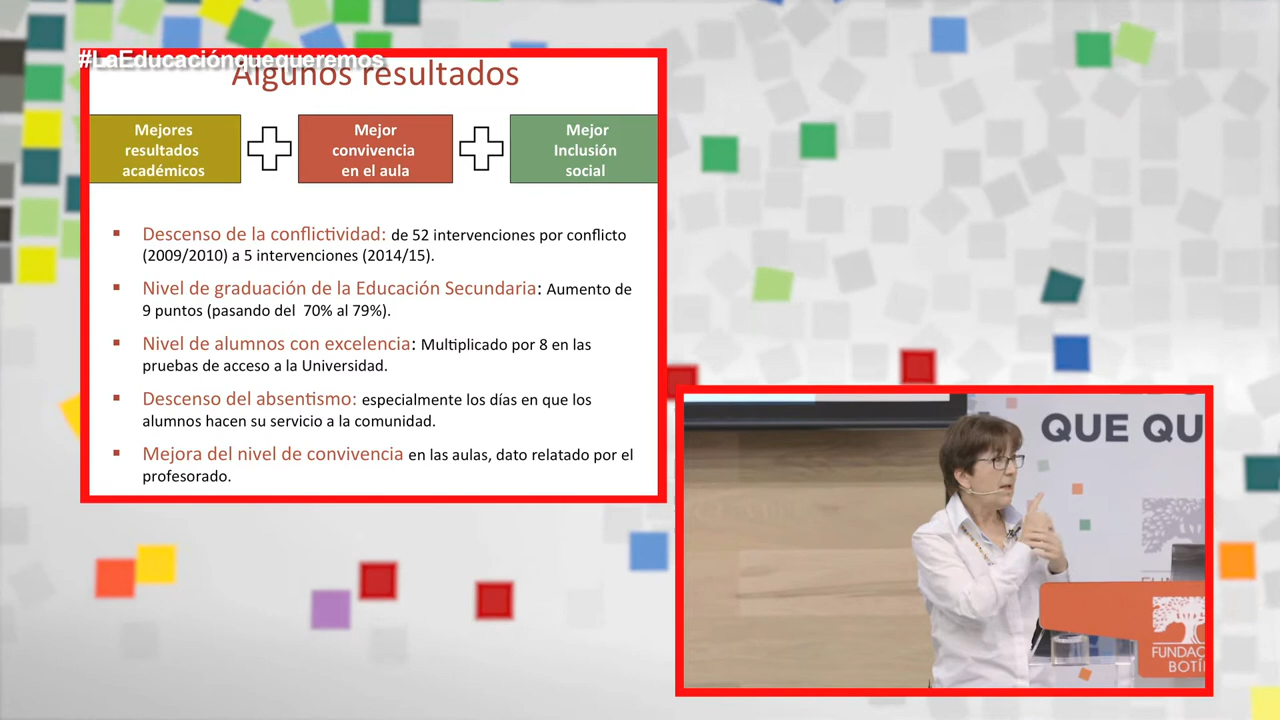 #LaEducaciónquequeremos
Algunos resultados
Mejores
resultados
académicos
Mejor
convivencia
en el aula
Mejor
Inclusión
social
▪ Descenso de la conflictividad: de 52 intervenciones por conflicto
(2009/2010) a 5 intervenciones (2014/15).
▪ Nivel de graduación de la Educación Secundaria: Aumento de
9 puntos (pasando del 70% al 79%).
▪ Nivel de alumnos con excelencia: Multiplicado por 8 en las
pruebas de acceso a la Universidad.
▪ Descenso del absentismo: especialmente los días en que los
alumnos hacen su servicio a la comunidad.
▪ Mejora del nivel de convivencia en las aulas, dato relatado por el
profesorado.
QUE QU
FUNDAC
BOTÍ